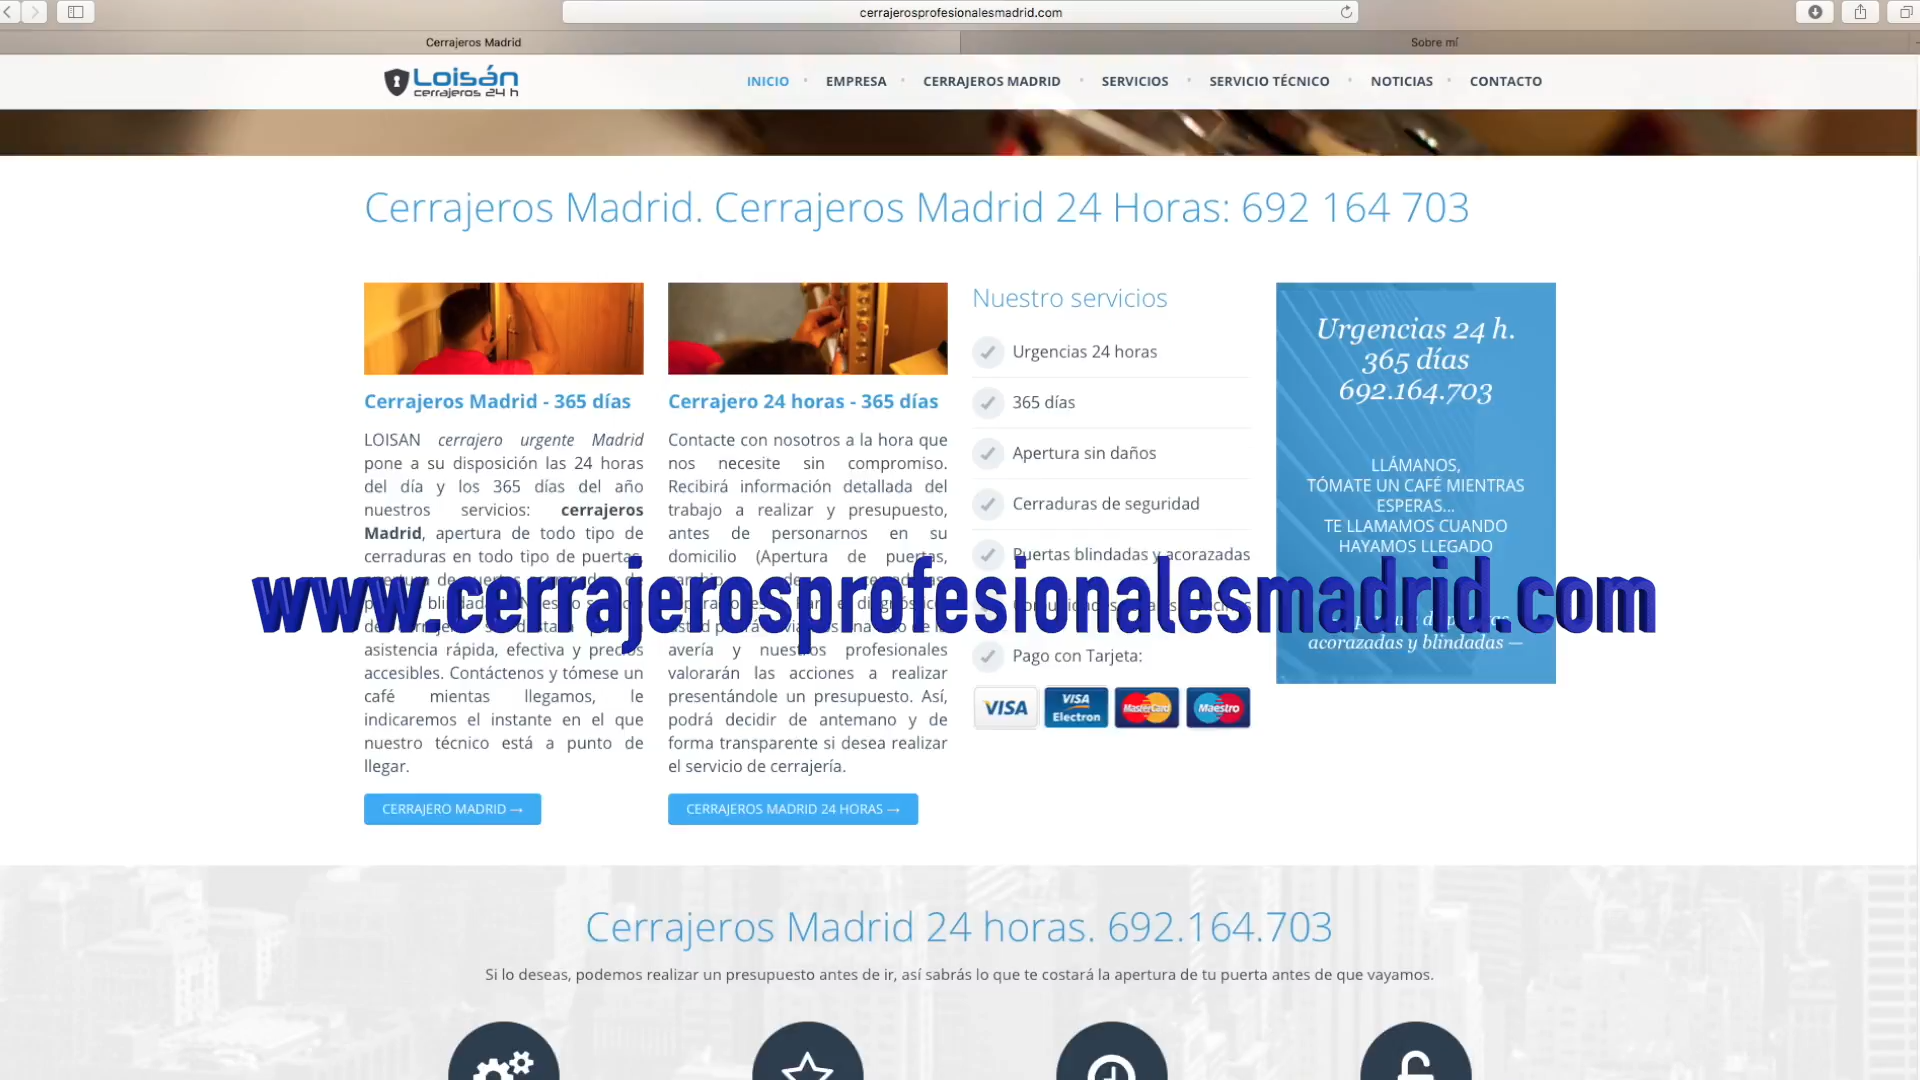 cerrajerosprofesionalesmadrid.com
Cerrajeros Madrid
Sobre mí
Loisán
cerrajeros 24 h
INICIO
EMPRESA
CERRAJEROS MADRID
SERVICIOS
SERVICIO TÉCNICO
NOTICIAS
CONTACTO
Cerrajeros Madrid. Cerrajeros Madrid 24 Horas: 692 164 703
Cerrajeros Madrid - 365 días
LOISAN cerrajero urgente Madrid
pone a su disposición las 24 horas
del día y los 365 días del año
nuestros servicios: cerrajeros
Madrid, apertura de todo tipo de
cerraduras en todo tipo de puertas,
asistencia rápida, efectiva y precios
accesibles. Contáctenos y tómese un
café mientas llegamos, le
indicaremos el instante en el que
nuestro técnico está a punto de
llegar.
CERRAJERO MADRID →
Cerrajero 24 horas - 365 días
Contacte con nosotros a la hora que
nos necesite sin compromiso.
Recibirá información detallada del
trabajo a realizar y presupuesto,
antes de personarnos en su
domicilio (Apertura de puertas,
avería y nuestros profesionales
valorarán las acciones a realizar
presentándole un presupuesto. Así,
podrá decidir de antemano y de
forma transparente si desea realizar
el servicio de cerrajería.
CERRAJEROS MADRID 24 HORAS →
Nuestro servicios
Urgencias 24 horas
365 días
Apertura sin daños
Cerraduras de seguridad
Puertas blindadas y acorazadas
Pago con Tarjeta:
VISA
VISA
Electron
MasterCard
Maestro
Urgencias 24 h.
365 días
692.164.703
LLÁMANOS,
TÓMATE UN CAFÉ MIENTRAS
ESPERAS...
TE LLAMAMOS CUANDO
HAYAMOS LLEGADO
acorazadas y blindadas —
www.cerrajerosprofesionalesmadrid.com
Cerrajeros Madrid 24 horas. 692.164.703
Si lo deseas, podemos realizar un presupuesto antes de ir, así sabrás lo que te costará la apertura de tu puerta antes de que vayamos.